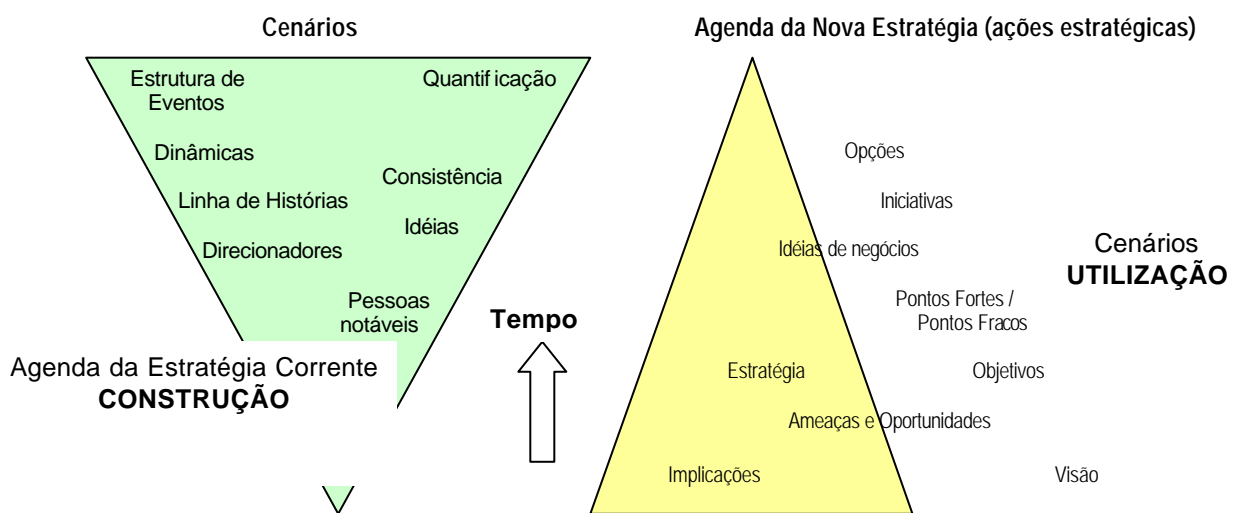 Cenários
Estrutura de
Eventos
Quantificação
Dinâmicas
Consistência
Linha de Histórias
Idéias
Direcionadores
Pessoas
notáveis
Agenda da Estratégia Corrente
CONSTRUÇÃO
Tempo
Agenda da Nova Estratégia (ações estratégicas)
Opções
Iniciativas
Idéias de negócios
Cenários
UTILIZAÇÃO
Pontos Fortes /
Pontos Fracos
Estratégia
Objetivos
Ameaças e Oportunidades
Implicações
Visão